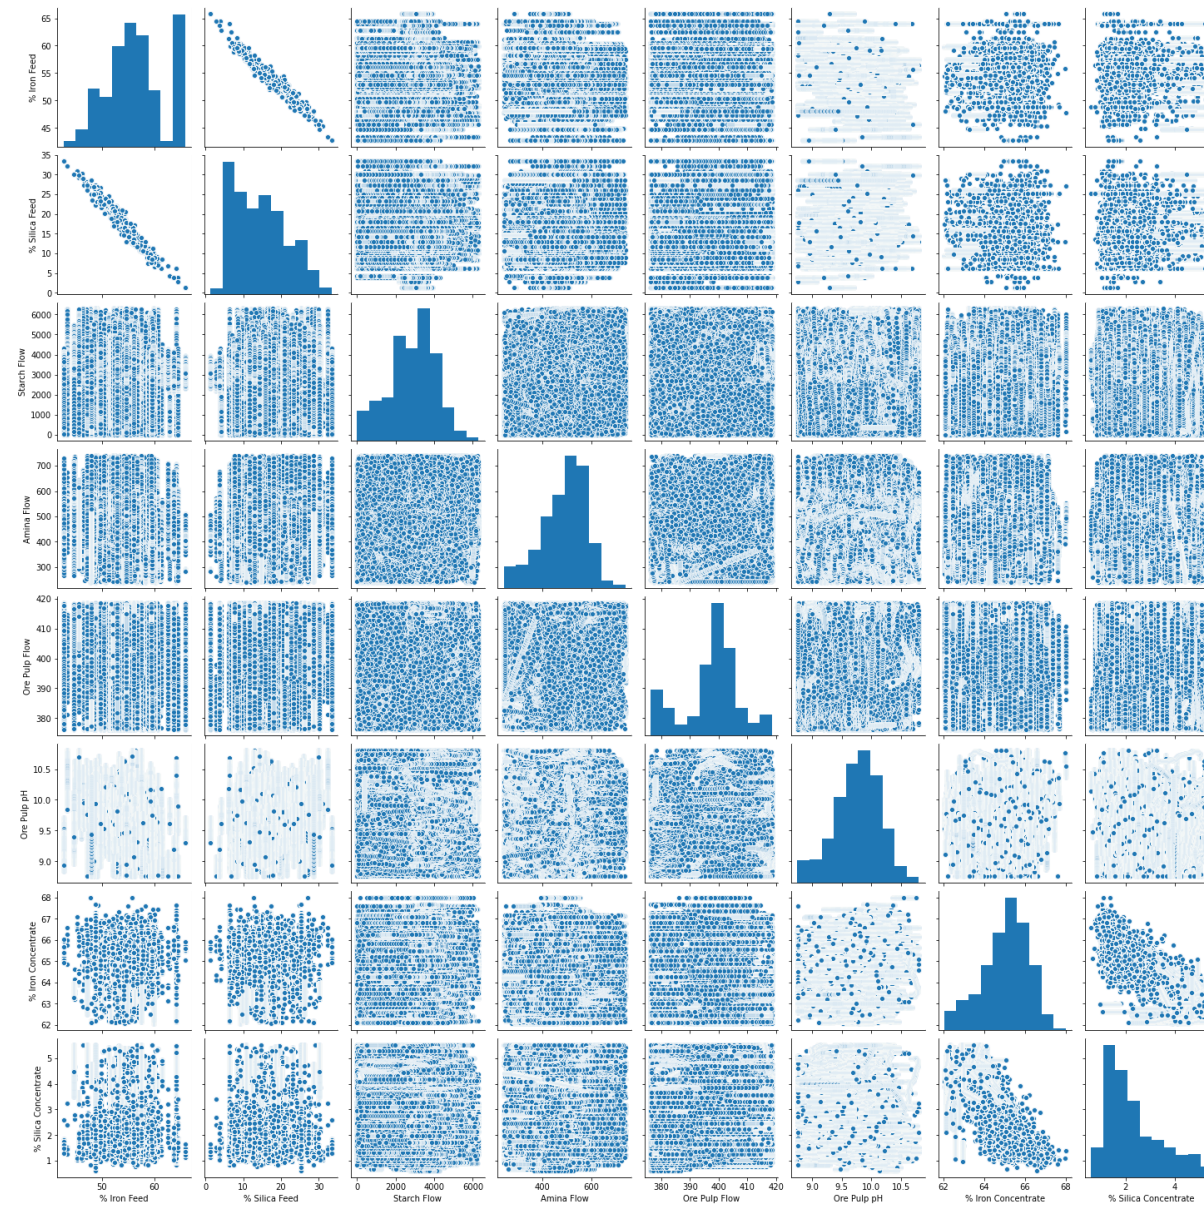 % Iron Feed
65
60
55
50
45
% Silica Feed
35
30
25
20
15
10
5
0
Starch Flow
6000
5000
4000
3000
2000
1000
0
Amina Flow
700
600
500
400
300
Ore Pulp Flow
420
410
400
390
380
Ore Pulp pH
10.5
10.0
9.5
9.0
% Iron Concentrate
68
67
66
65
64
63
62
% Silica Concentrate
5
4
3
2
1
50 60
0 10 20 30
0 2000 4000 6000
400 600
380 400 420
9.0 9.5 10.0 10.5
62 64 66 68
2 4
% Iron Feed
% Silica Feed
Starch Flow
Amina Flow
Ore Pulp Flow
Ore Pulp pH
% Iron Concentrate
% Silica Concentrate